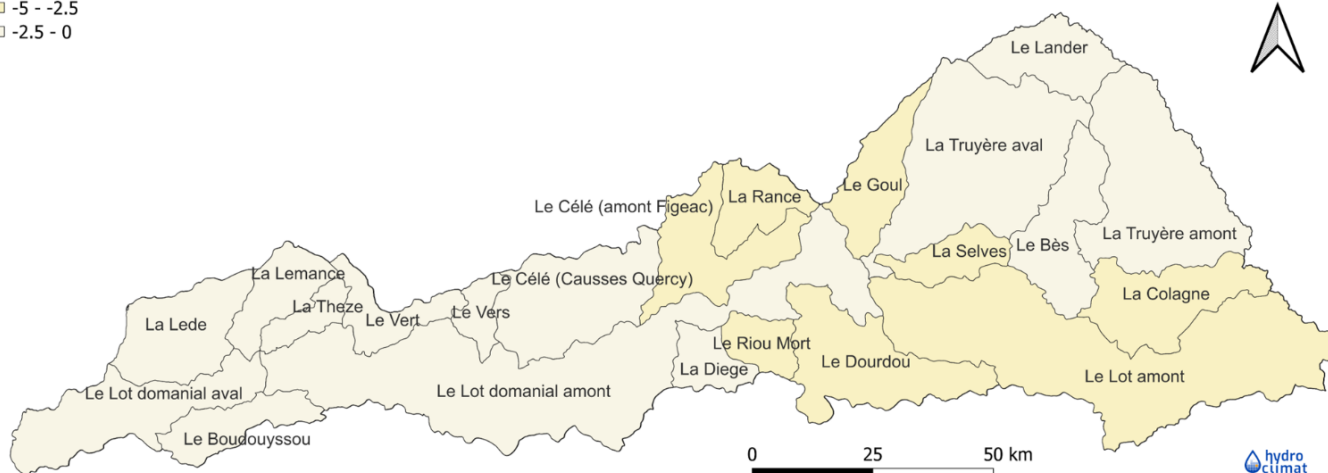 -5 - -2.5
-2.5 - 0
Le Lander
La Truyère aval
Le Goul
La Rance
Le Célé (amont Figeac)
La Truyère amont
Le Bès
La Selves
La Lemance
Le Célé (Causses Quercy)
La Colagne
La Theze
Le Vers
Le Vert
La Lede
Le Riou Mort
Le Dourdou
La Diege
Le Lot amont
Le Lot domanial amont
Le Lot domanial aval
Le Boudouyssou
0 25 50 km
hydro
climat